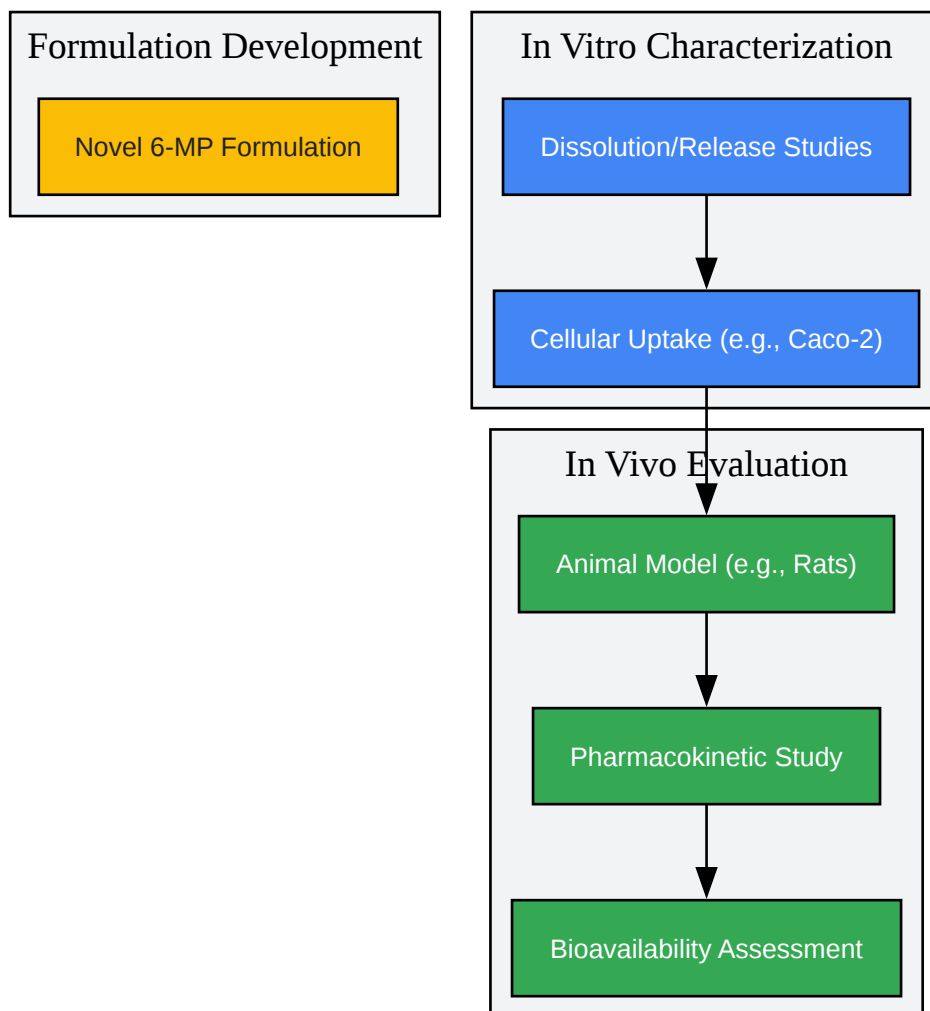 Formulation Development
Novel 6-MP Formulation
In Vitro Characterization
Dissolution/Release Studies
Cellular Uptake (e.g., Caco-2)
In Vivo Evaluation
Animal Model (e.g., Rats)
Pharmacokinetic Study
Bioavailability Assessment